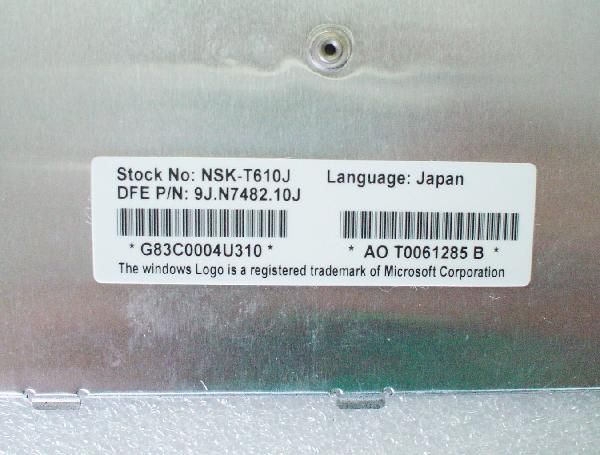 Stock No: NSK-T610J Language: Japan
DFE P/N: 9J.N7482.10J
* G83C0004U310 * * AO T0061285 B *
The windows Logo is a registered trademark of Microsoft Corporation